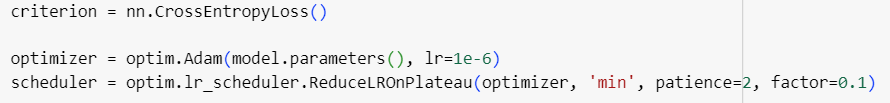 criterion = nn.CrossEntropyLoss()
optimizer = optim.Adam(model.parameters(), lr=1e-6)
scheduler = optim.lr_scheduler.ReduceLROnPlateau(optimizer, 'min', patience=2, factor=0.1)